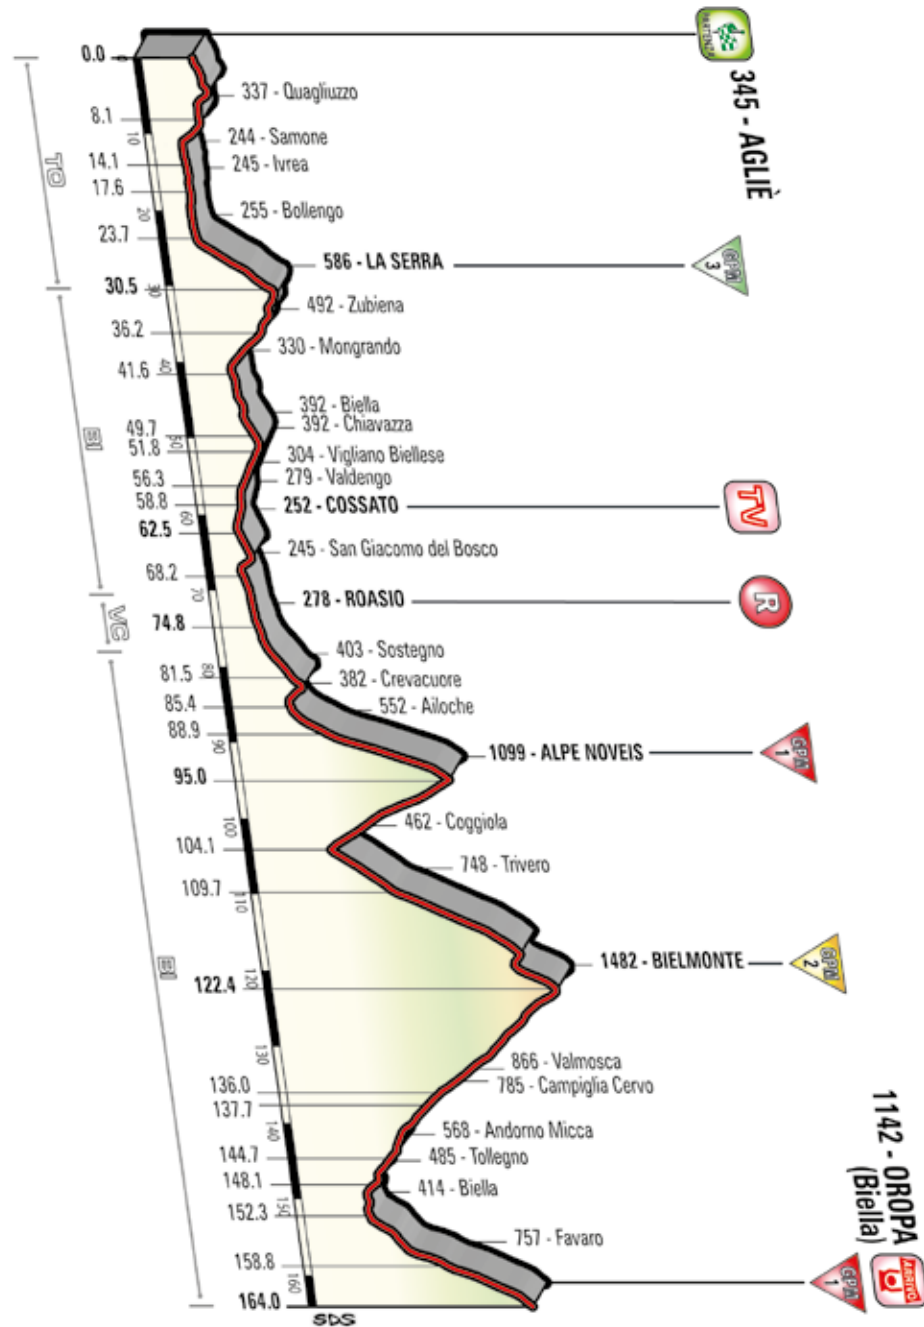 PARTENZA
345 - AGLIÈ
337 - Quagliuzzo
244 - Samone
245 - Ivrea
255 - Bollengo
586 - LA SERRA
GPM
3
492 - Zubiena
330 - Mongrando
392 - Biella
392 - Chiavazza
304 - Vigliano Biellese
279 - Valdengo
252 - COSSATO
TV
245 - San Giacomo del Bosco
278 - ROASIO
R
403 - Sostegno
382 - Crevacuore
552 - Ailoche
1099 - ALPE NOVEIS
GPM
1
462 - Coggiola
748 - Trivero
1482 - BIELMONTE
GPM
2
866 - Valmosca
785 - Campiglia Cervo
568 - Andorno Micca
485 - Tollegno
414 - Biella
757 - Favaro
1142 - OROPA
(Biella)
ARRIVO
GPM
1
0.0
8.1
14.1
17.6
23.7
30.5
36.2
41.6
49.7
51.8
56.3
58.8
62.5
68.2
74.8
81.5
85.4
88.9
95.0
104.1
109.7
122.4
136.0
137.7
144.7
148.1
152.3
158.8
164.0
0
10
20
30
40
50
60
70
80
90
100
110
120
130
140
150
160
TO
BI
VC
BI
SDS